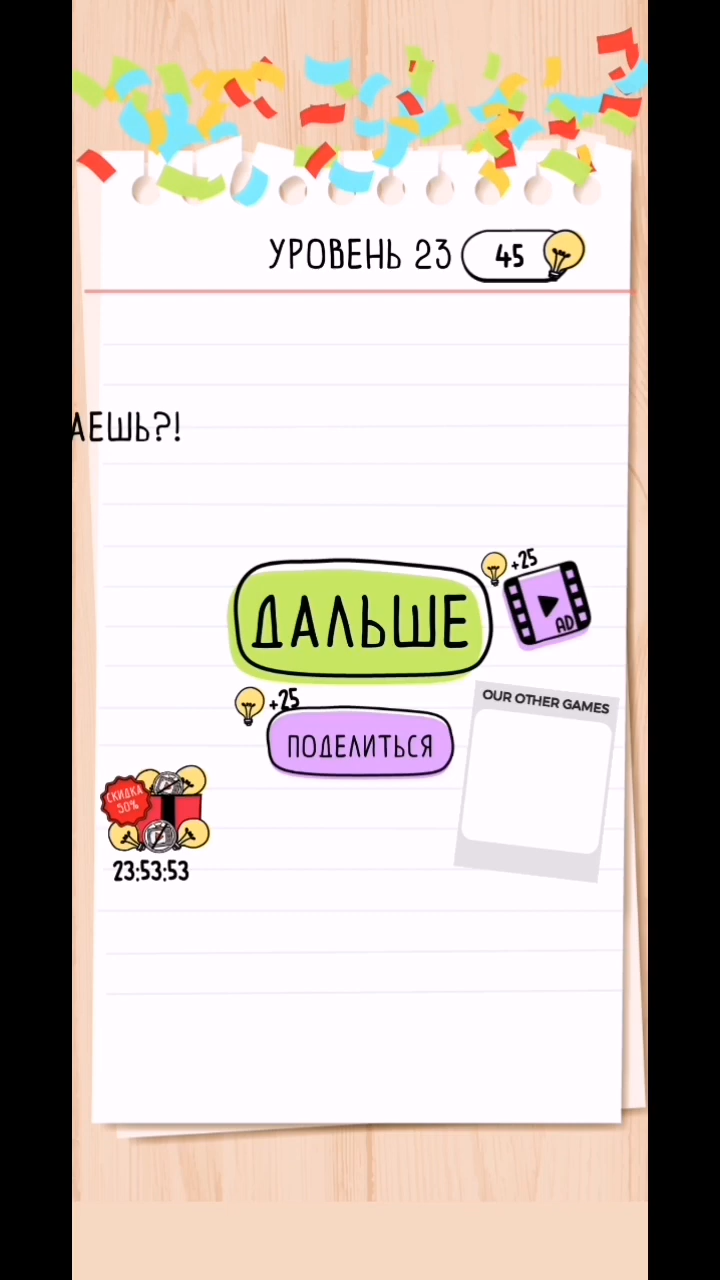 УРОВЕНЬ 23 45
АЕШЬ?!
+25
ДАЛЬШЕ
AD
+25
ПОДЕЛИТЬСЯ
OUR OTHER GAMES
СКИДКА
50%
23:53:53